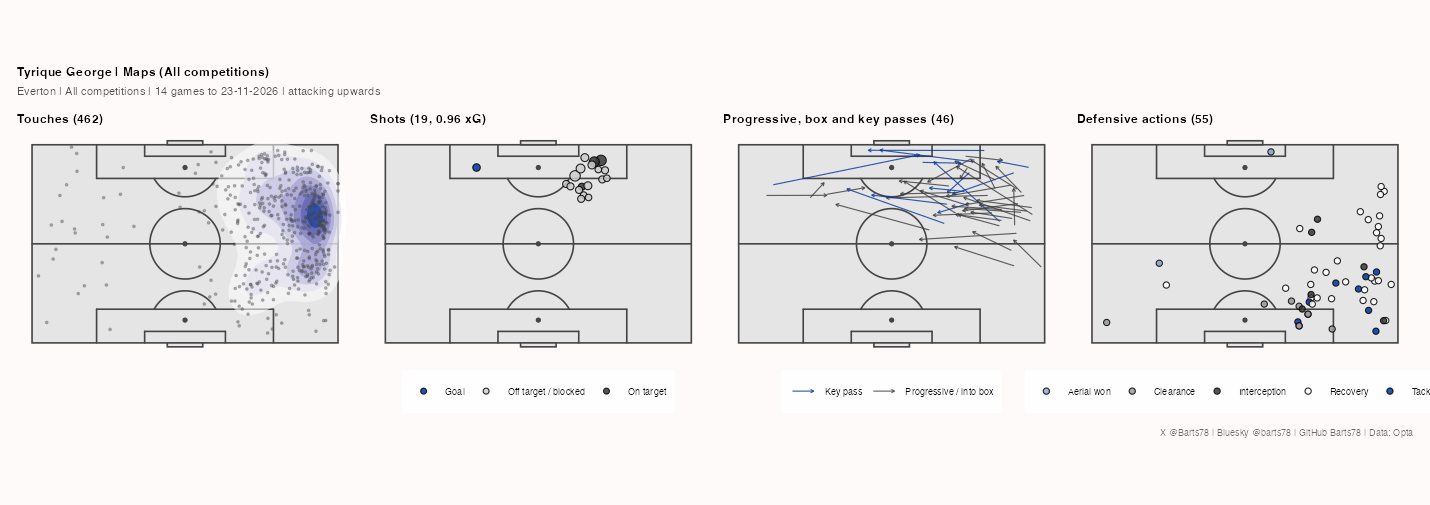 Tyrique George | Maps (All competitions)
Everton | All competitions | 14 games to 23-11-2026 | attacking upwards
Touches (462)
Shots (19, 0.96 xG)
Progressive, box and key passes (46)
Defensive actions (55)
Goal
Off target / blocked
On target
Key pass
Progressive / Into box
Aerial won
Clearance
Interception
Recovery
Tack
X @Barts78 | Bluesky @barts78 | GitHub Barts78 | Data: Opta